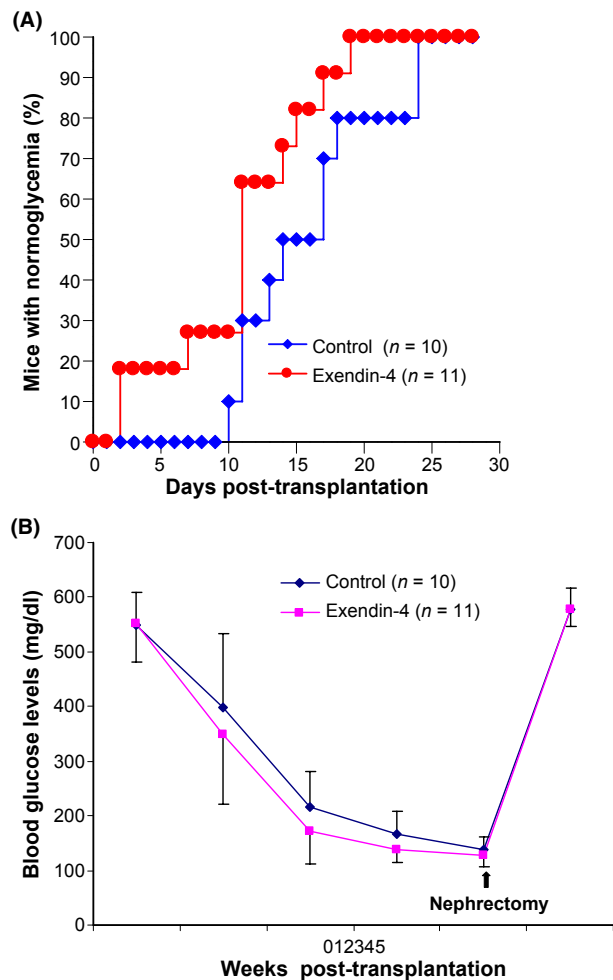 (A)
Mice with normoglycemia (%)
100
90
80
70
60
50
40
30
20
10
0
Control (n = 10)
Exendin-4 (n = 11)
0 5 10 15 20 25 30
Days post-transplantation
(B)
Blood glucose levels (mg/dl)
700
600
500
400
300
200
100
0
Control (n = 10)
Exendin-4 (n = 11)
Nephrectomy
012345
Weeks post-transplantation